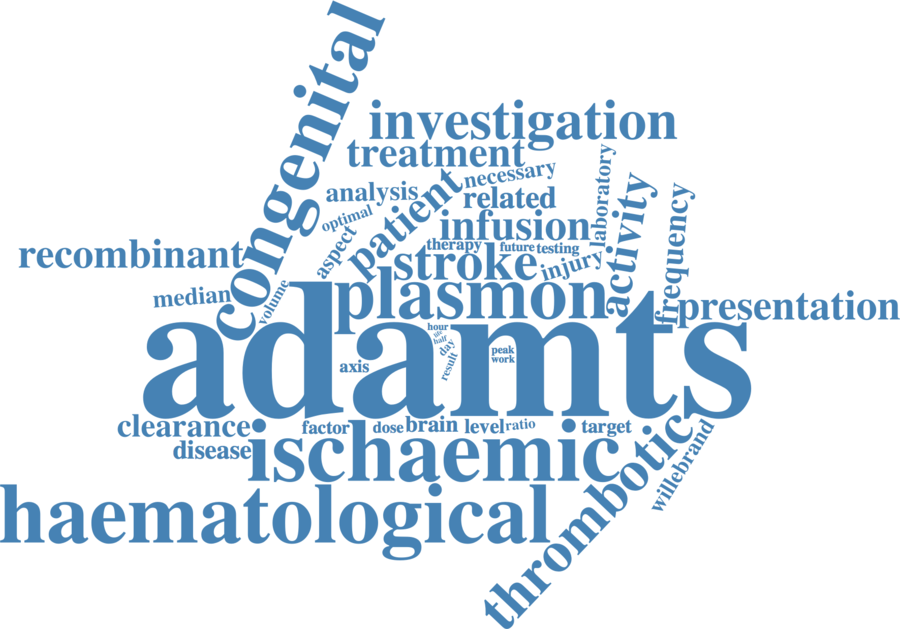 congenital
investigation
treatment
necessary
laboratory
analysis
patient
related
activity
frequency
optimal
infusion
aspect
therapy
future
testing
recombinant
stroke
injury
median
volume
plasmon
presentation
adamts
hour
life
half
day
result
peak
work
axis
clearance
factor
dose
brain
level
ratio
target
disease
ischaemic
thrombotic
willebrand
haematological